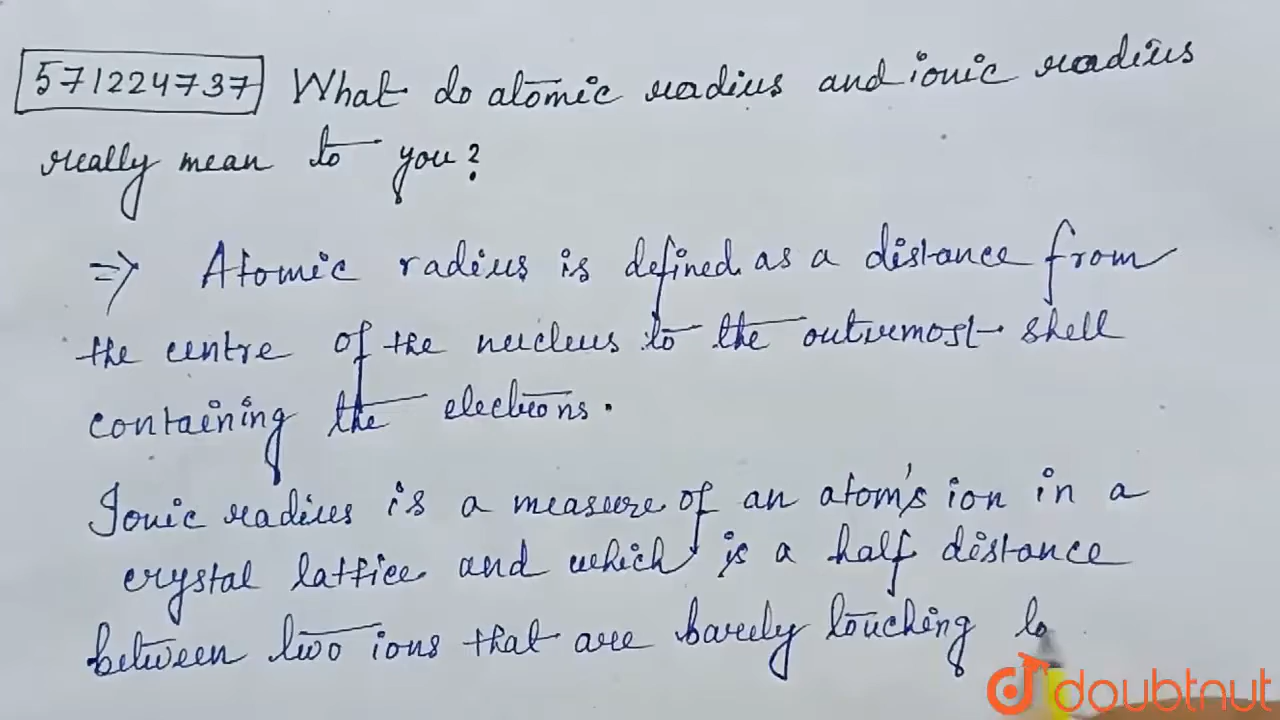 571224737 What do atomic radius and ionic radius
really mean to you?
⇒ Atomic radius is defined as a distance from
the centre of the nucleus to the outermost shell
containing the electrons.
Ionic radius is a measure of an atom's ion in a
crystal lattice and which is a half distance
between two ions that are barely touching to
doubtnut